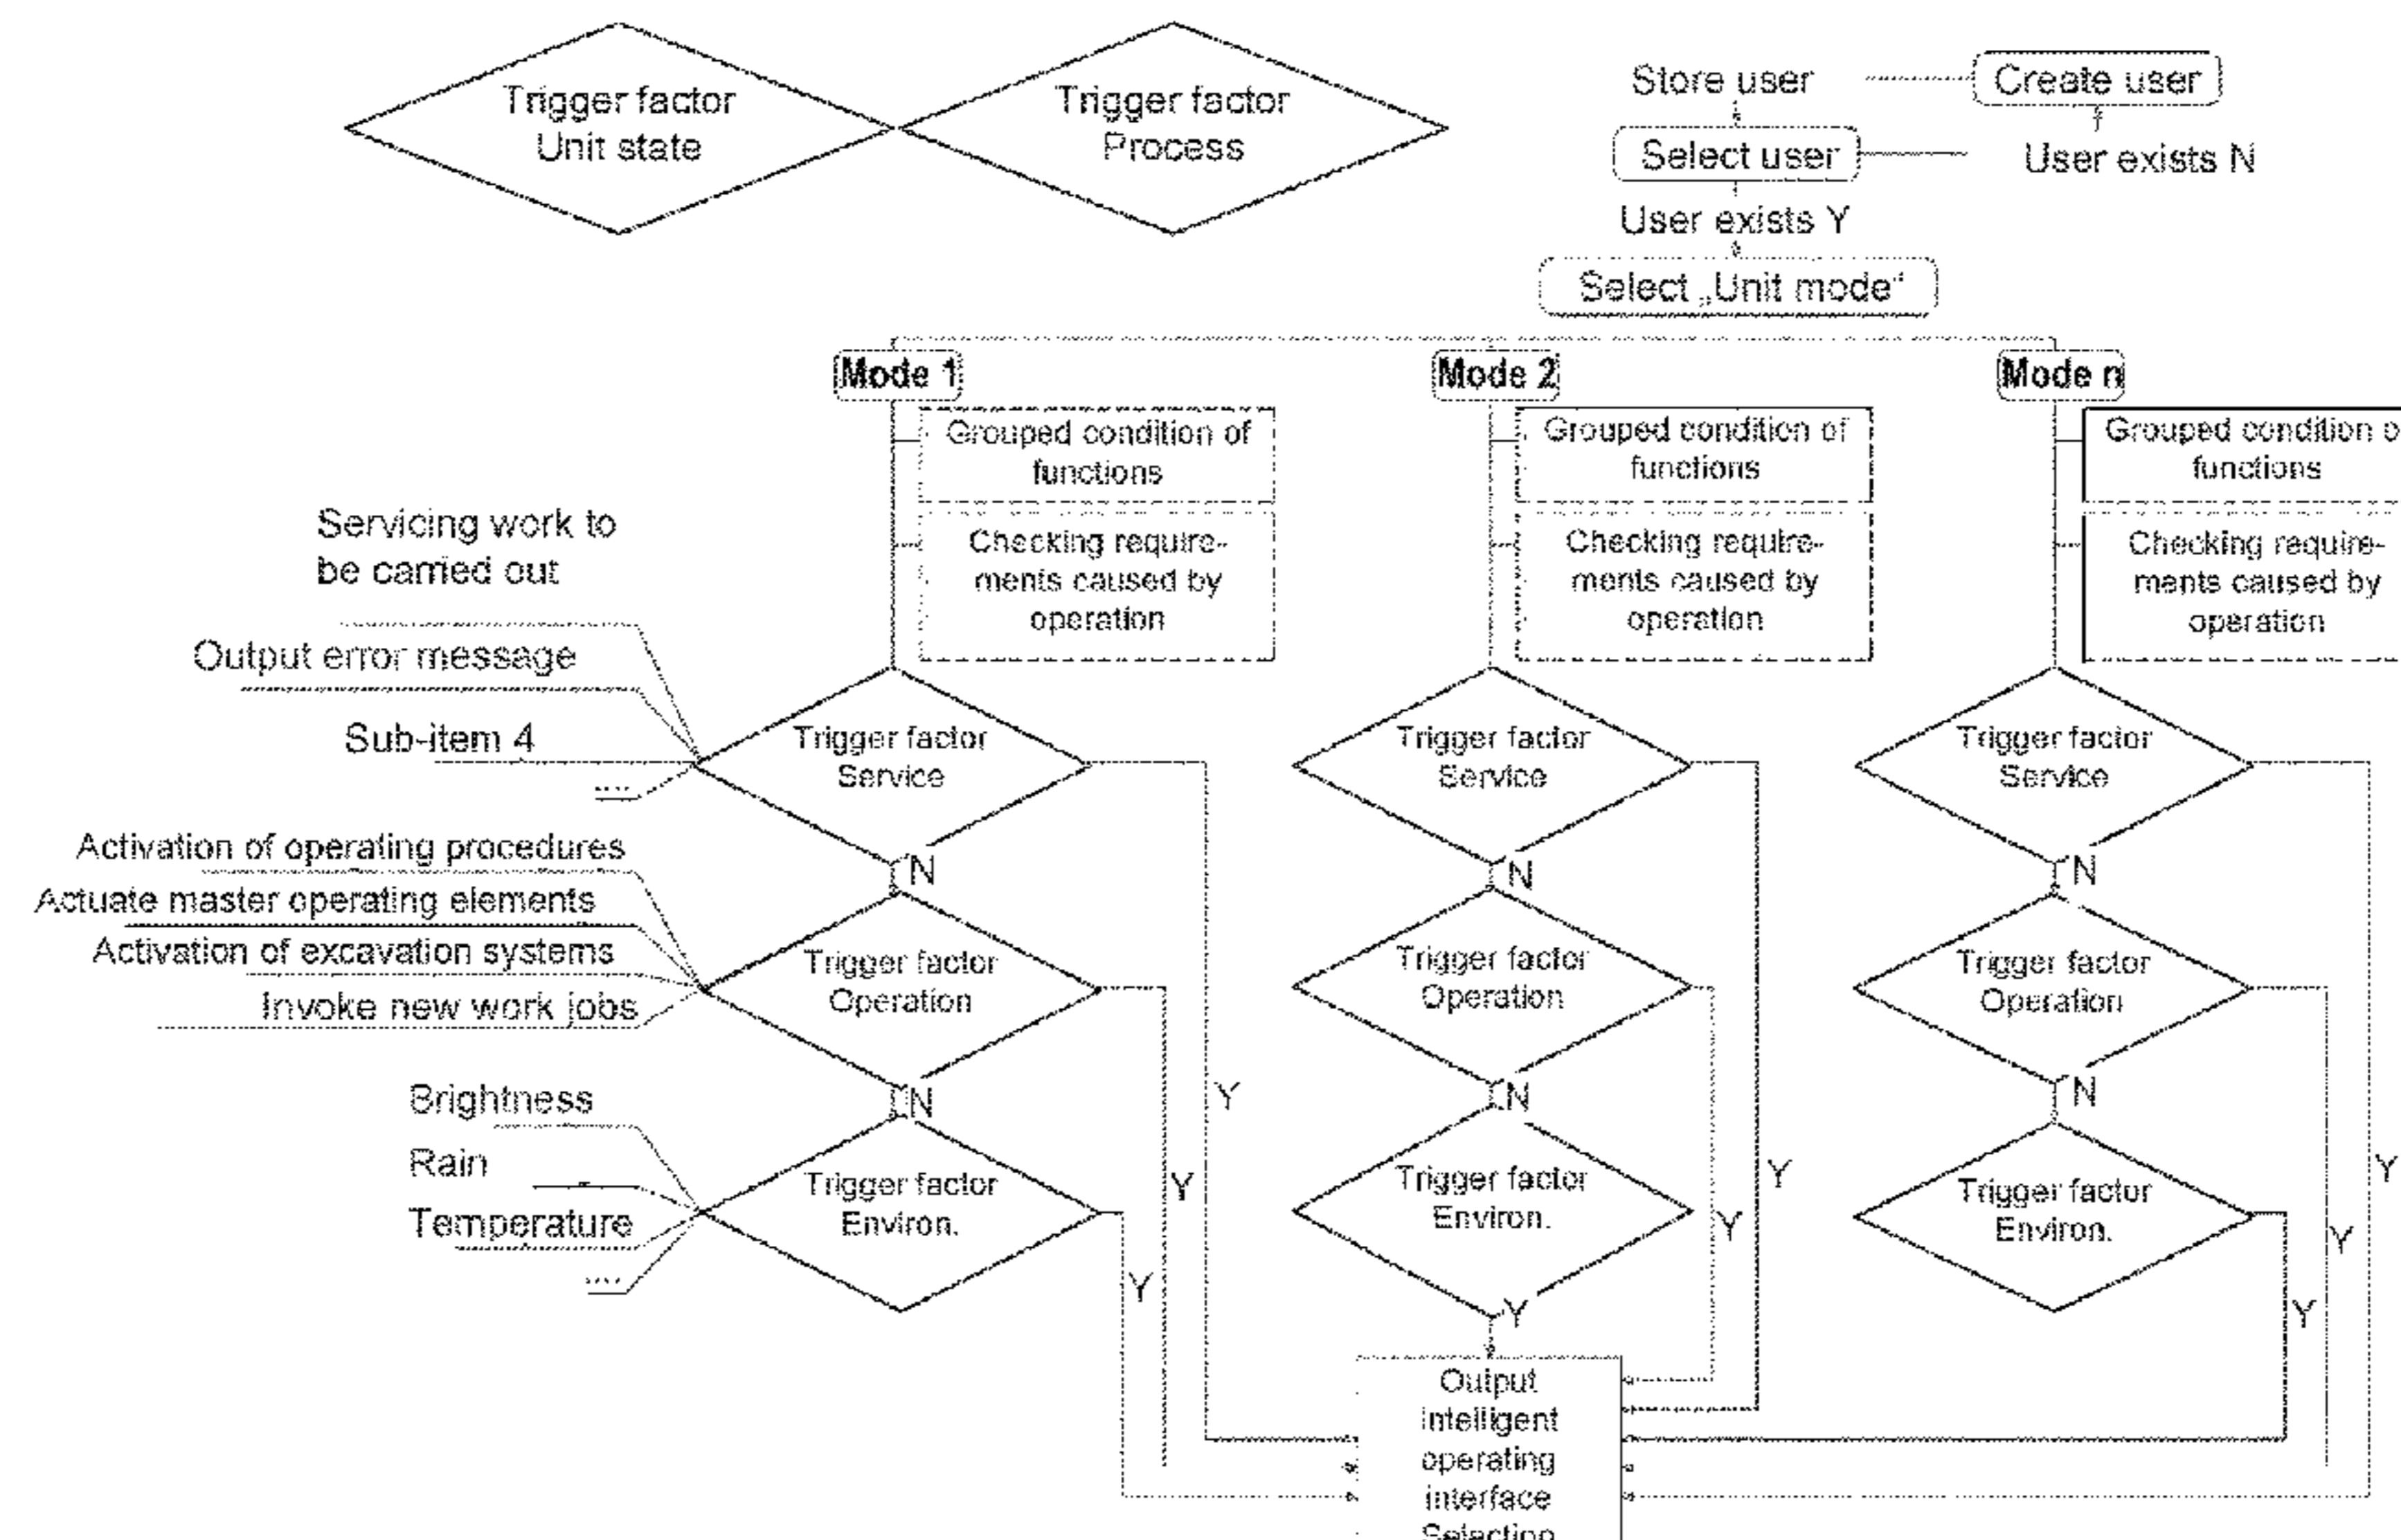 Trigger factor
Unit state
Trigger factor
Process
Store user
Create user
Select user
User exists N
User exists Y
Select „Unit mode“
Mode 1
Mode 2
Mode n
Grouped condition of
functions
Grouped condition of
functions
Grouped condition o
functions
Checking require-
ments caused by
operation
Checking require-
ments caused by
operation
Checking require-
ments caused by
operation
Servicing work to
be carried out
Output error message
Sub-item 4
....
Trigger factor
Service
Trigger factor
Service
Trigger factor
Service
N
N
N
Activation of operating procedures
Actuate master operating elements
Activation of excavation systems
Invoke new work jobs
Trigger factor
Operation
Trigger factor
Operation
Trigger factor
Operation
N
N
N
Y
Y
Y
Y
Y
Y
Y
Y
Y
Brightness
Rain
Temperature
....
Trigger factor
Environ.
Trigger factor
Environ.
Trigger factor
Environ.
Output
intelligent
operating
interface
Selection